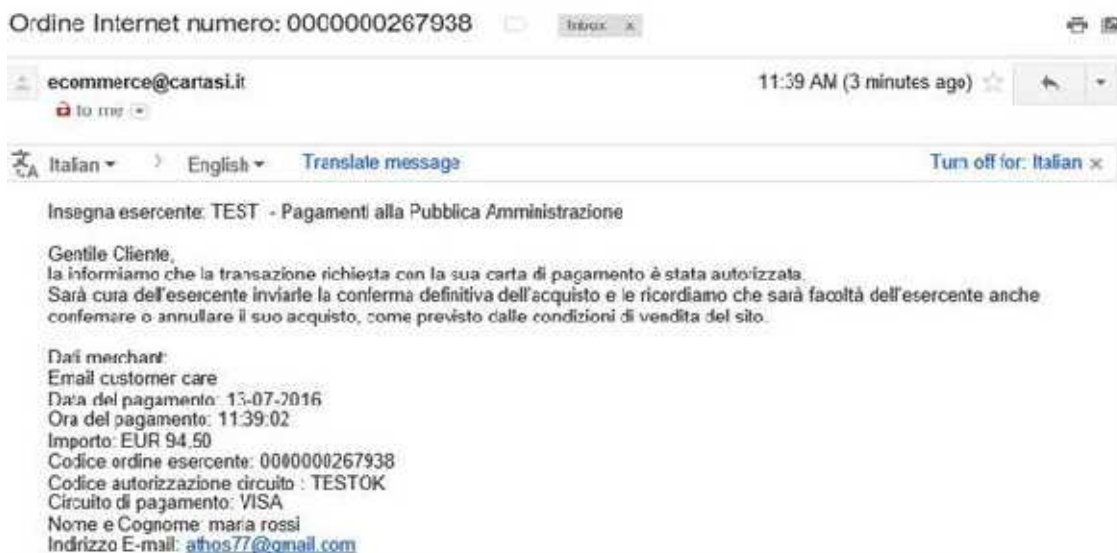 Ordine Internet numero: 0000000267938 Inbox x
ecommerce@cartasi.it 11:39 AM (3 minutes ago)
to me
Italian > English Translate message Turn off for: Italian x
Insegna esercente: TEST - Pagamenti alla Pubblica Amministrazione
Gentile Cliente,
la informiamo che la transazione richiesta con la sua carta di pagamento è stata autorizzata.
Sarà cura dell'esercente inviarle la conferma definitiva dell'acquisto e le ricordiamo che sarà facoltà dell'esercente anche
confermare o annullare il suo acquisto, come previsto dalle condizioni di vendita del sito.
Dati merchant:
Email customer care
Data del pagamento: 13-07-2016
Ora del pagamento: 11:39:02
Importo: EUR 94,50
Codice ordine esercente: 0000000267938
Codice autorizzazione circuito : TESTOK
Circuito di pagamento: VISA
Nome e Cognome: maria rossi
Indirizzo E-mail: athos77@gmail.com